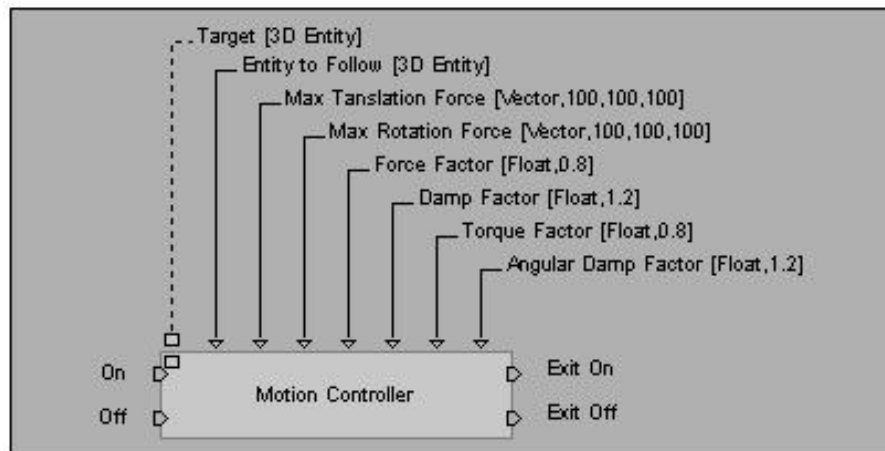 Target [3D Entity]
Entity to Follow [3D Entity]
Max Tanslation Force [Vector,100,100,100]
Max Rotation Force [Vector,100,100,100]
Force Factor [Float,0.8]
Damp Factor [Float,1.2]
Torque Factor [Float,0.8]
Angular Damp Factor [Float,1.2]
On
Exit On
Motion Controller
Off
Exit Off